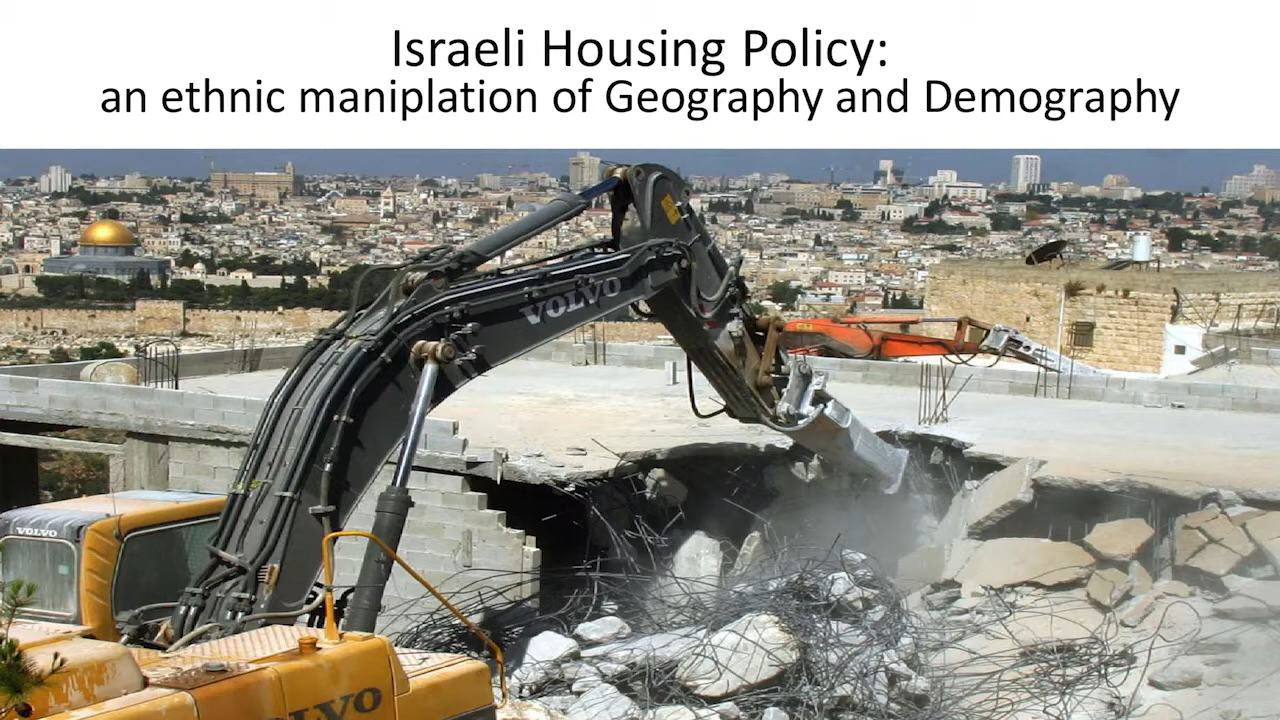 Israeli Housing Policy:
an ethnic maniplation of Geography and Demography
VOLVO
VOLVO
VOLVO